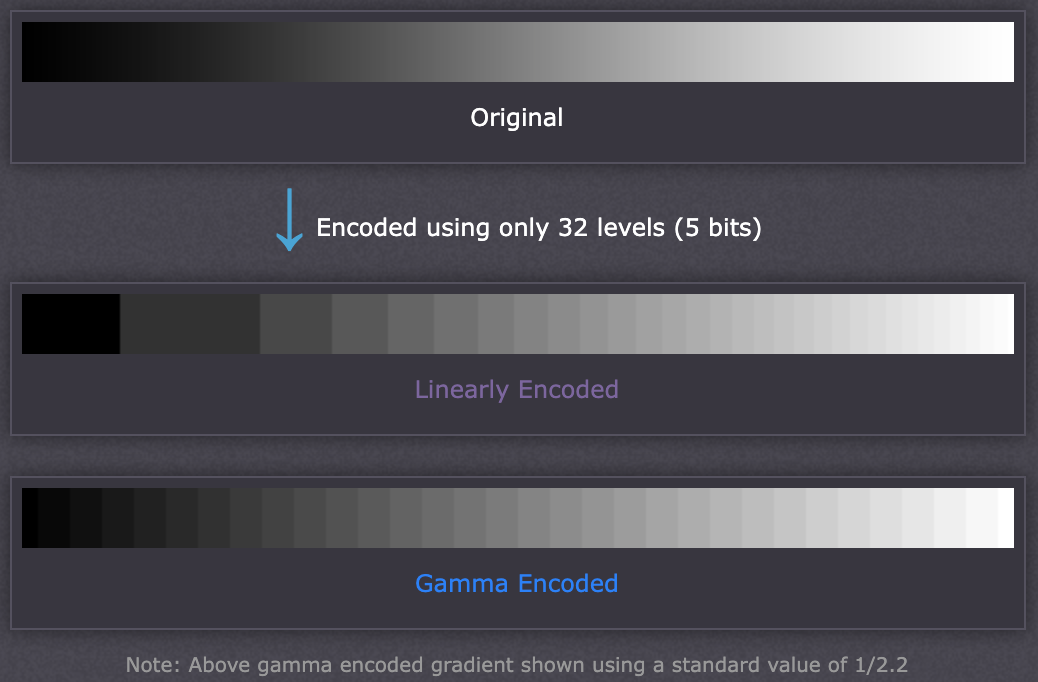 Original
Encoded using only 32 levels (5 bits)
Linearly Encoded
Gamma Encoded
Note: Above gamma encoded gradient shown using a standard value of 1/2.2